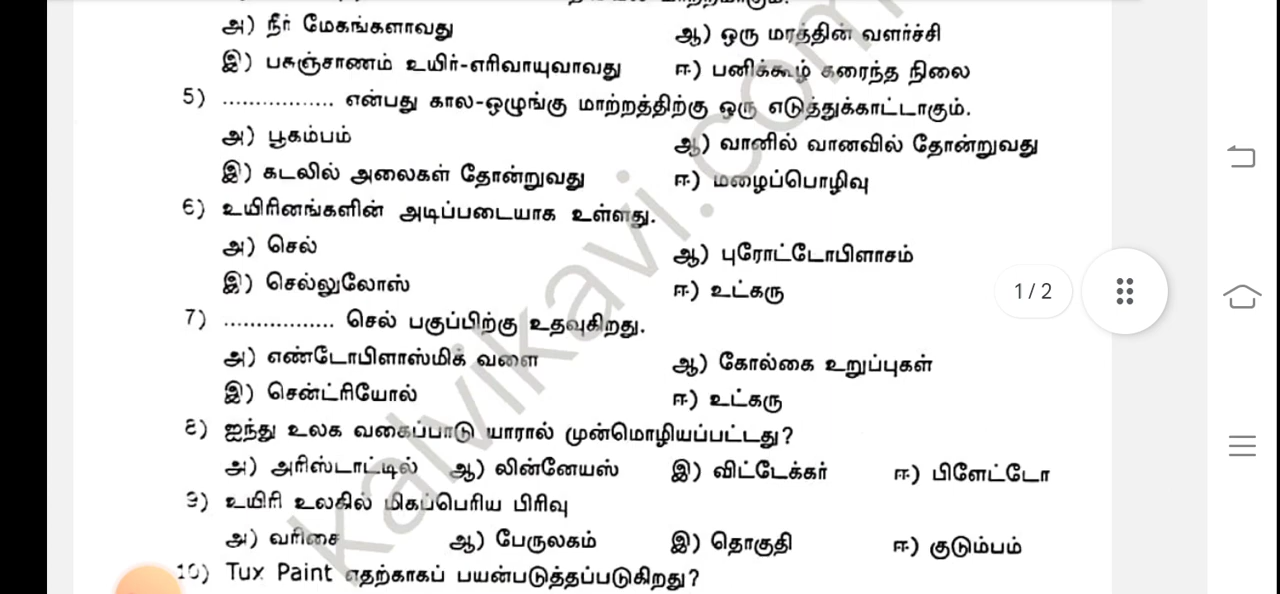 அ) நீர் மேகங்களாவது ஆ) ஒரு மரத்தின் வளர்ச்சி
இ) பசுஞ்சாணம் உயிர்-எரிவாயுவாவது ஈ) பனிக்கூழ் கரைந்த நிலை
5) ................. என்பது கால-ஒழுங்கு மாற்றத்திற்கு ஒரு எடுத்துக்காட்டாகும்.
அ) பூகம்பம் ஆ) வானில் வானவில் தோன்றுவது
இ) கடலில் அலைகள் தோன்றுவது ஈ) மழைப்பொழிவு
6) உயிரினங்களின் அடிப்படையாக உள்ளது.
அ) செல் ஆ) புரோட்டோபிளாசம்
இ) செல்லுலோஸ் ஈ) உட்கரு
7) ................. செல் பகுப்பிற்கு உதவுகிறது.
அ) எண்டோபிளாஸ்மிக் வளை ஆ) கோல்கை உறுப்புகள்
இ) சென்ட்ரியோல் ஈ) உட்கரு
8) ஐந்து உலக வகைப்பாடு யாரால் முன்மொழியப்பட்டது?
அ) அரிஸ்டாட்டில் ஆ) லின்னேயஸ் இ) விட்டேக்கர் ஈ) பிளேட்டோ
9) உயிரி உலகில் மிகப்பெரிய பிரிவு
அ) வரிசை ஆ) பேருலகம் இ) தொகுதி ஈ) குடும்பம்
10) Tux Paint எதற்காகப் பயன்படுத்தப்படுகிறது?
kalvikavi.com
1 / 2